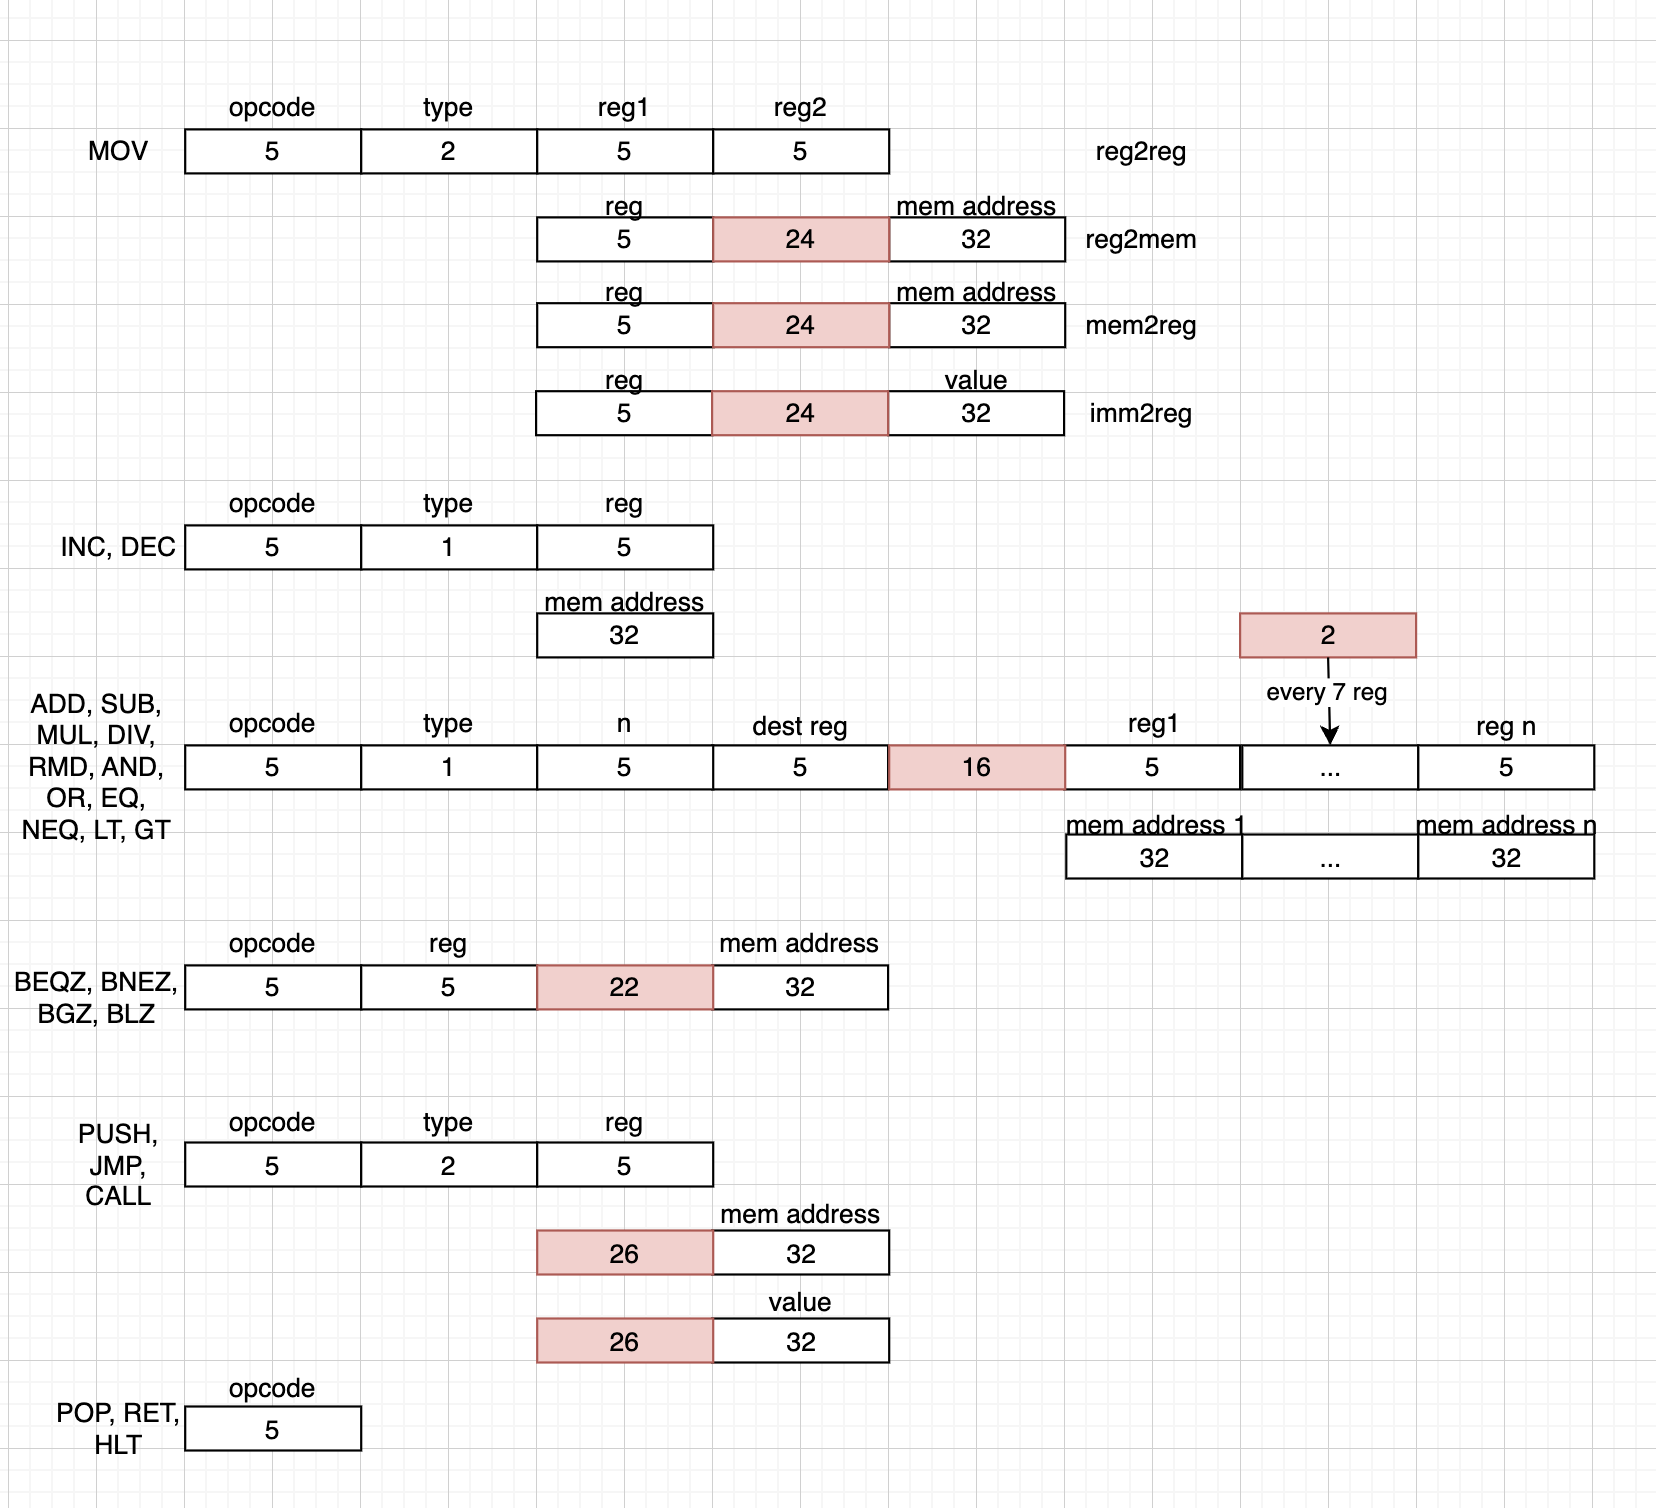 opcode type reg1 reg2
MOV 5 2 5 5 reg2reg
reg mem address
5 24 32 reg2mem
reg mem address
5 24 32 mem2reg
reg value
5 24 32 imm2reg
opcode type reg
INC, DEC 5 1 5
mem address
32
2
every 7 reg
ADD, SUB,
MUL, DIV,
RMD, AND,
OR, EQ,
NEQ, LT, GT
opcode type n dest reg reg1 reg n
5 1 5 5 16 5 ... 5
mem address 1 mem address n
32 ... 32
opcode reg mem address
BEQZ, BNEZ,
BGZ, BLZ
5 5 22 32
opcode type reg
PUSH,
JMP,
CALL
5 2 5
mem address
26 32
value
26 32
opcode
POP, RET,
HLT
5